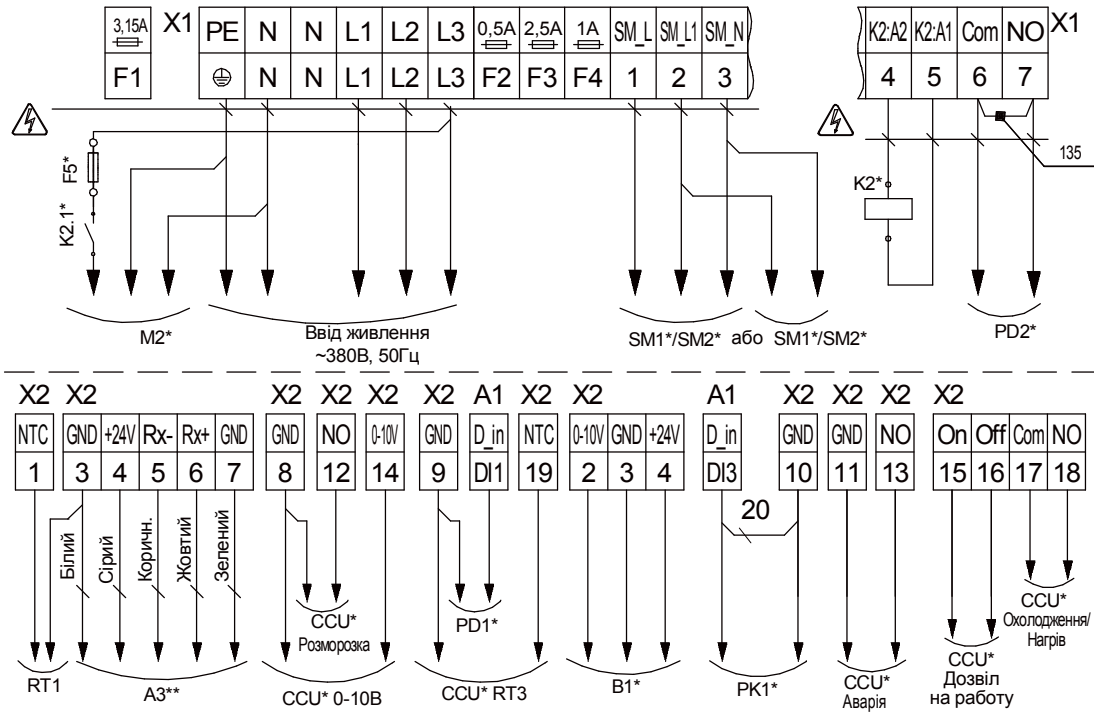 3,15A X1 PE N N L1 L2 L3 0,5A 2,5A 1A SM_L SM_L1 SM_N K2:A2 K2:A1 Com NO X1
F1 N N L1 L2 L3 F2 F3 F4 1 2 3 4 5 6 7
135
F5*
K2.1*
K2*
M2*
Ввід живлення
~380В, 50Гц
SM1*/SM2* або SM1*/SM2*
PD2*
X2 X2 X2 X2 X2 X2 A1 X2 X2 A1 X2 X2 X2 X2
NTC GND +24V Rx- Rx+ GND GND NO 0-10V GND D_in NTC 0-10V GND +24V D_in GND GND NO On Off Com NO
1 3 4 5 6 7 8 12 14 9 DI1 19 2 3 4 DI3 10 11 13 15 16 17 18
20
Білий
Сірий
Коричн.
Жовтий
Зелений
CCU*
Розморозка
PD1*
CCU*
Охолодження/
Нагрів
RT1
A3**
CCU* 0-10В
CCU* RT3
B1*
PK1*
CCU*
Аварія
CCU*
Дозвіл
на работу